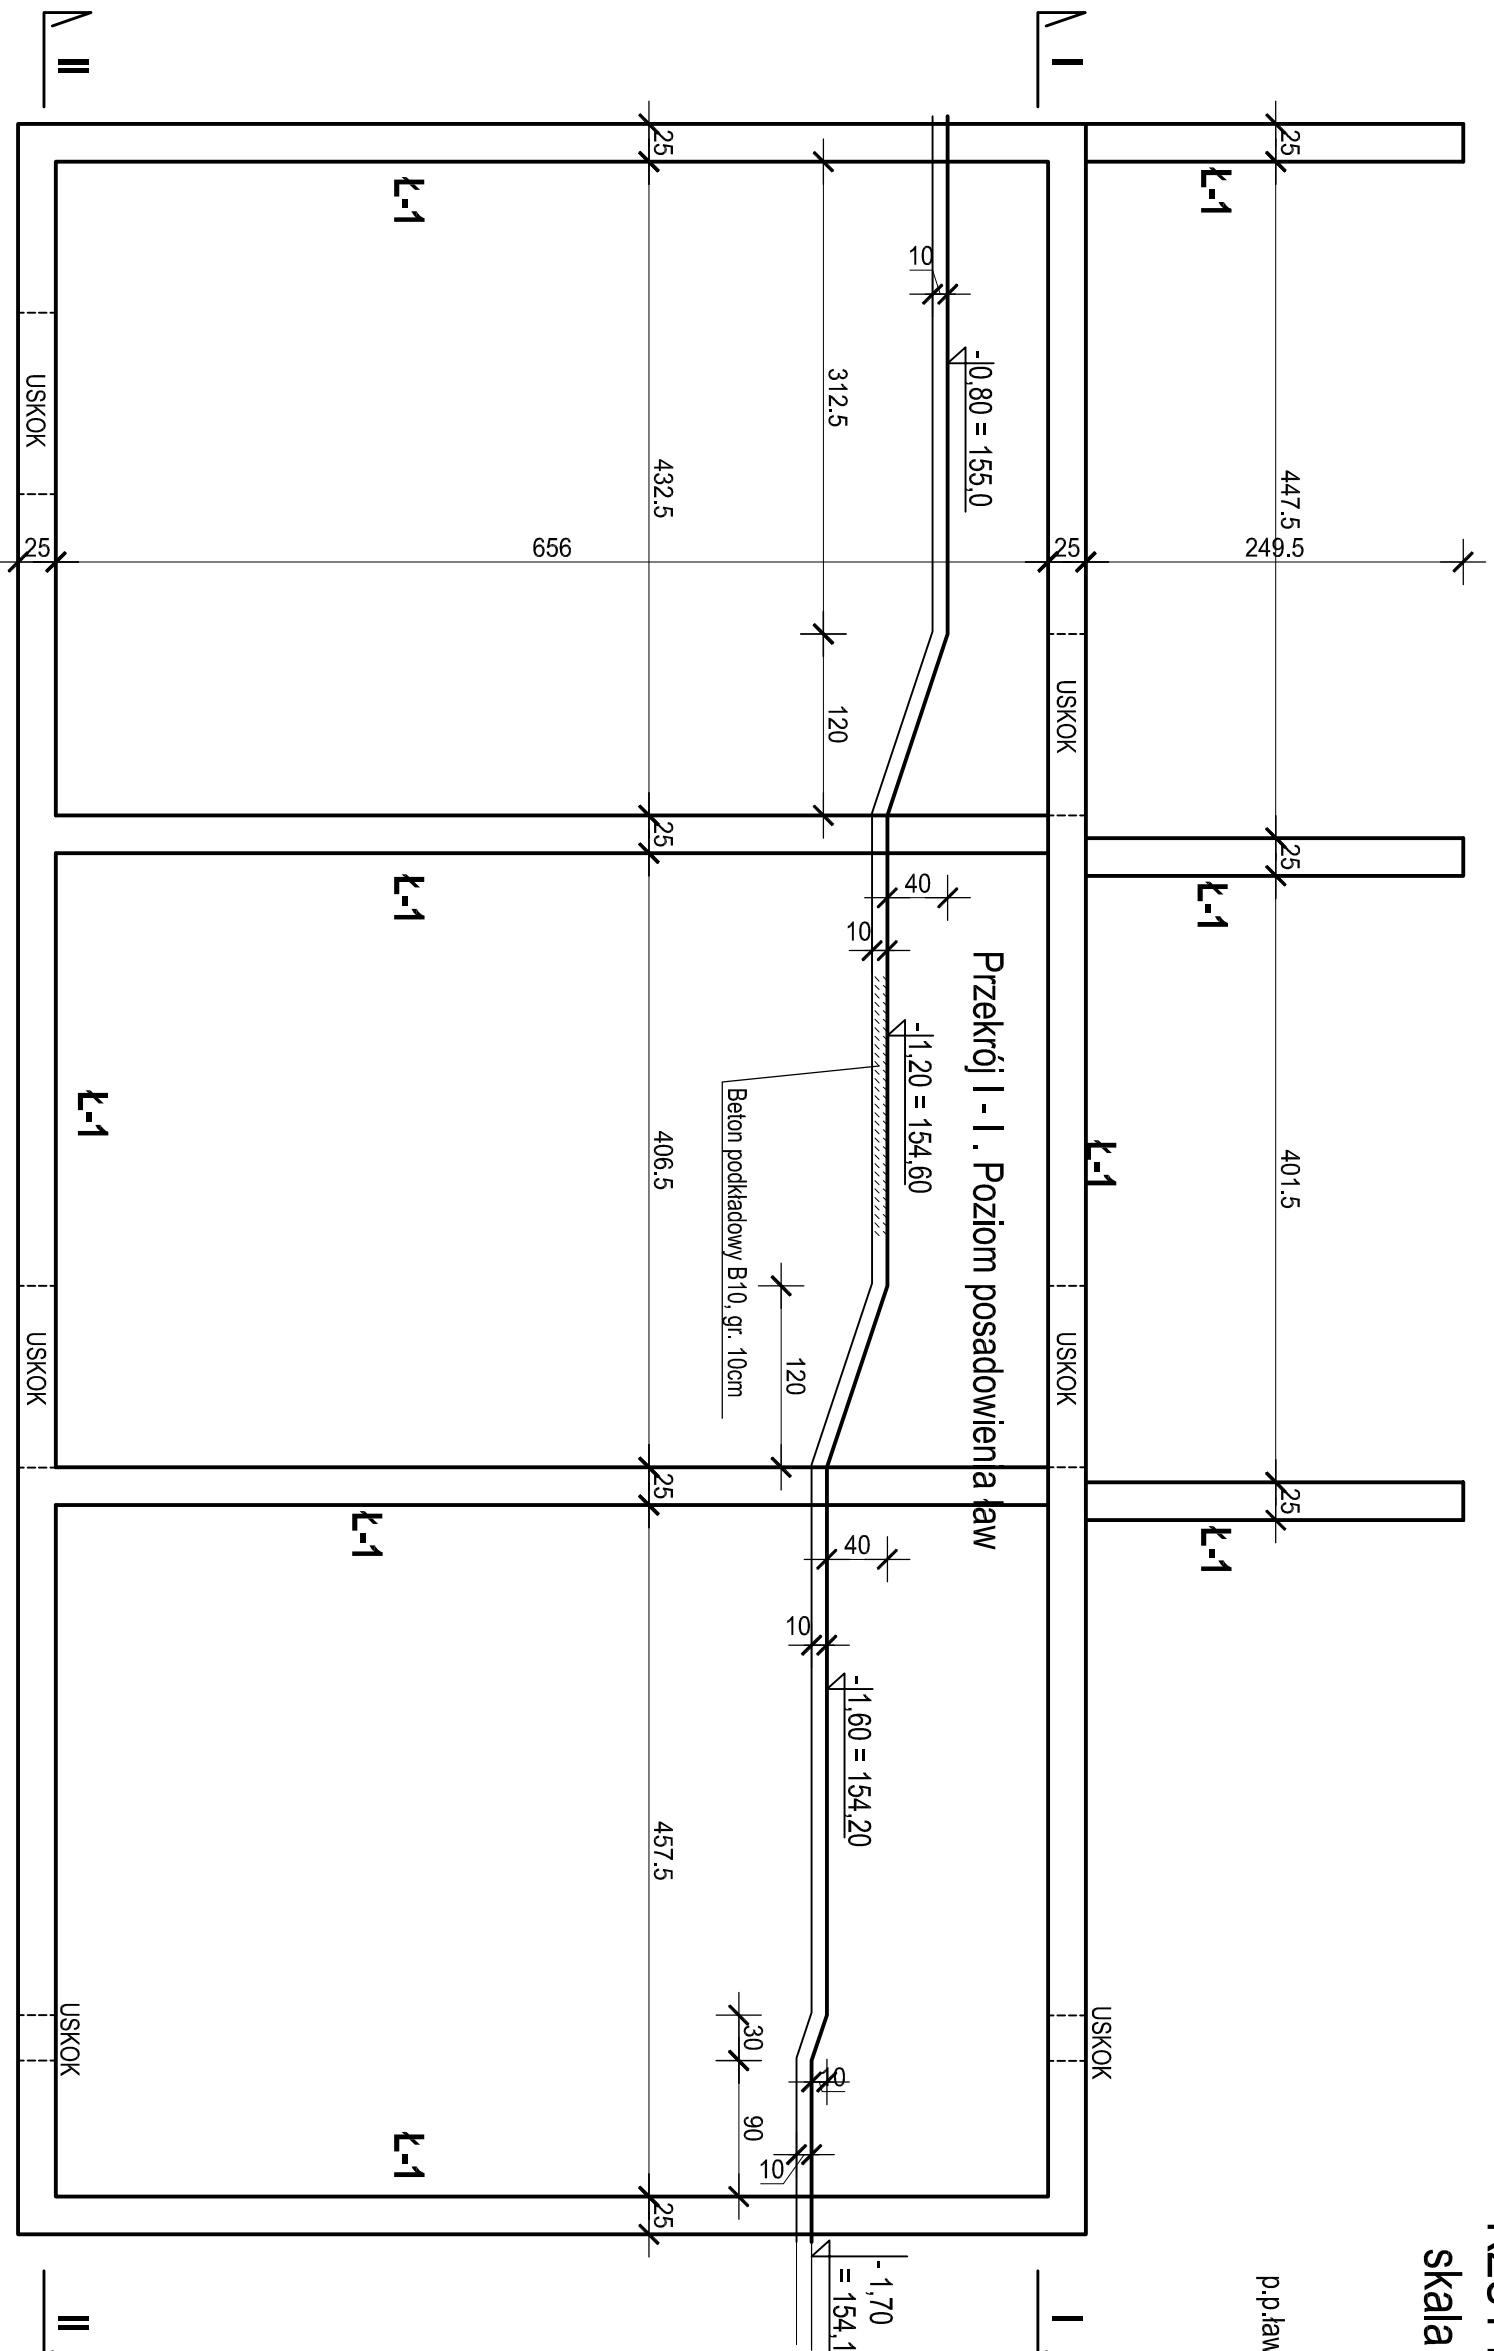 II
I
25
25
Ł-1
Ł-1
10
312.5
- 0,80 = 155,0
USKOK
432.5
447.5
25
656
25
249.5
USKOK
120
25
25
Ł-1
40
Ł-1
10
Przekrój I - I . Poziom posadowienia ław
- 1,20 = 154,60
Beton podkładowy B10, gr. 10cm
Ł-1
406.5
Ł-1
401.5
USKOK
120
USKOK
25
25
Ł-1
40
Ł-1
10
- 1,60 = 154,20
457.5
USKOK
30
USKOK
10
90
Ł-1
10
25
- 1,70
= 154,1
skala
p.p.ław
II
I